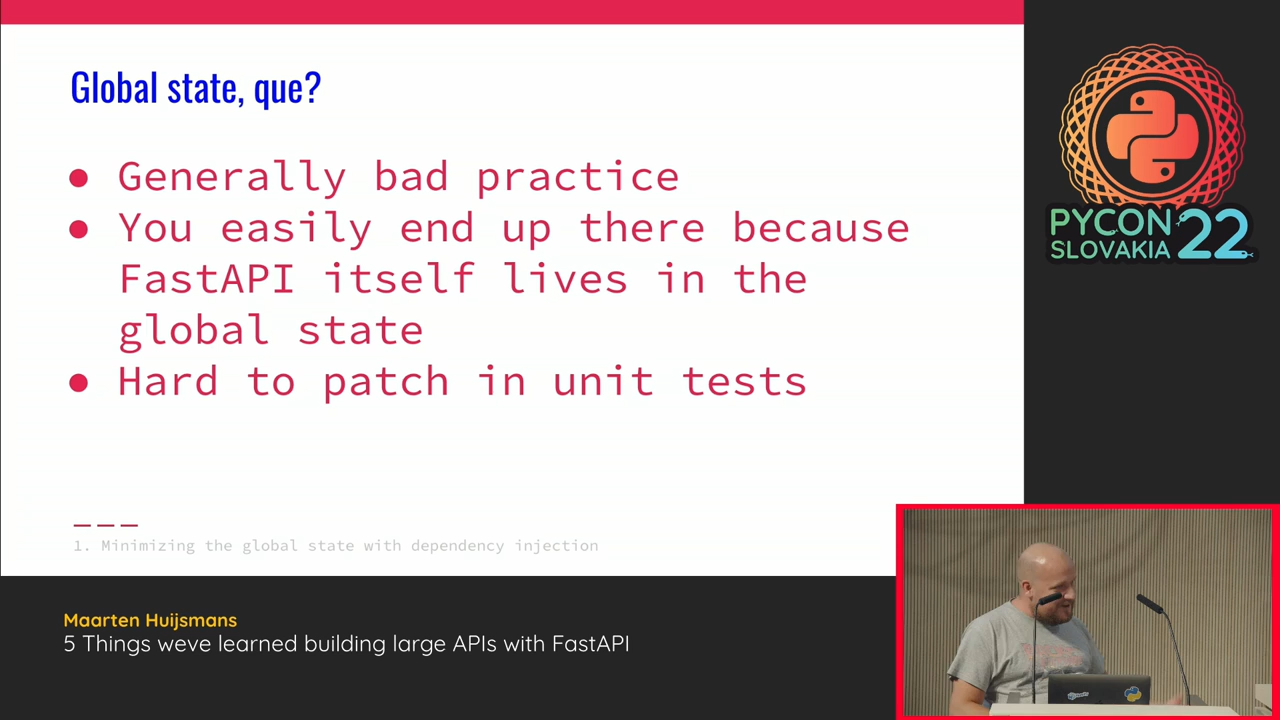 Global state, que?
● Generally bad practice
● You easily end up there because
FastAPI itself lives in the
global state
● Hard to patch in unit tests
1. Minimizing the global state with dependency injection
PYCON
SLOVAKIA
22
Maarten Huijsmans
5 Things weve learned building large APIs with FastAPI